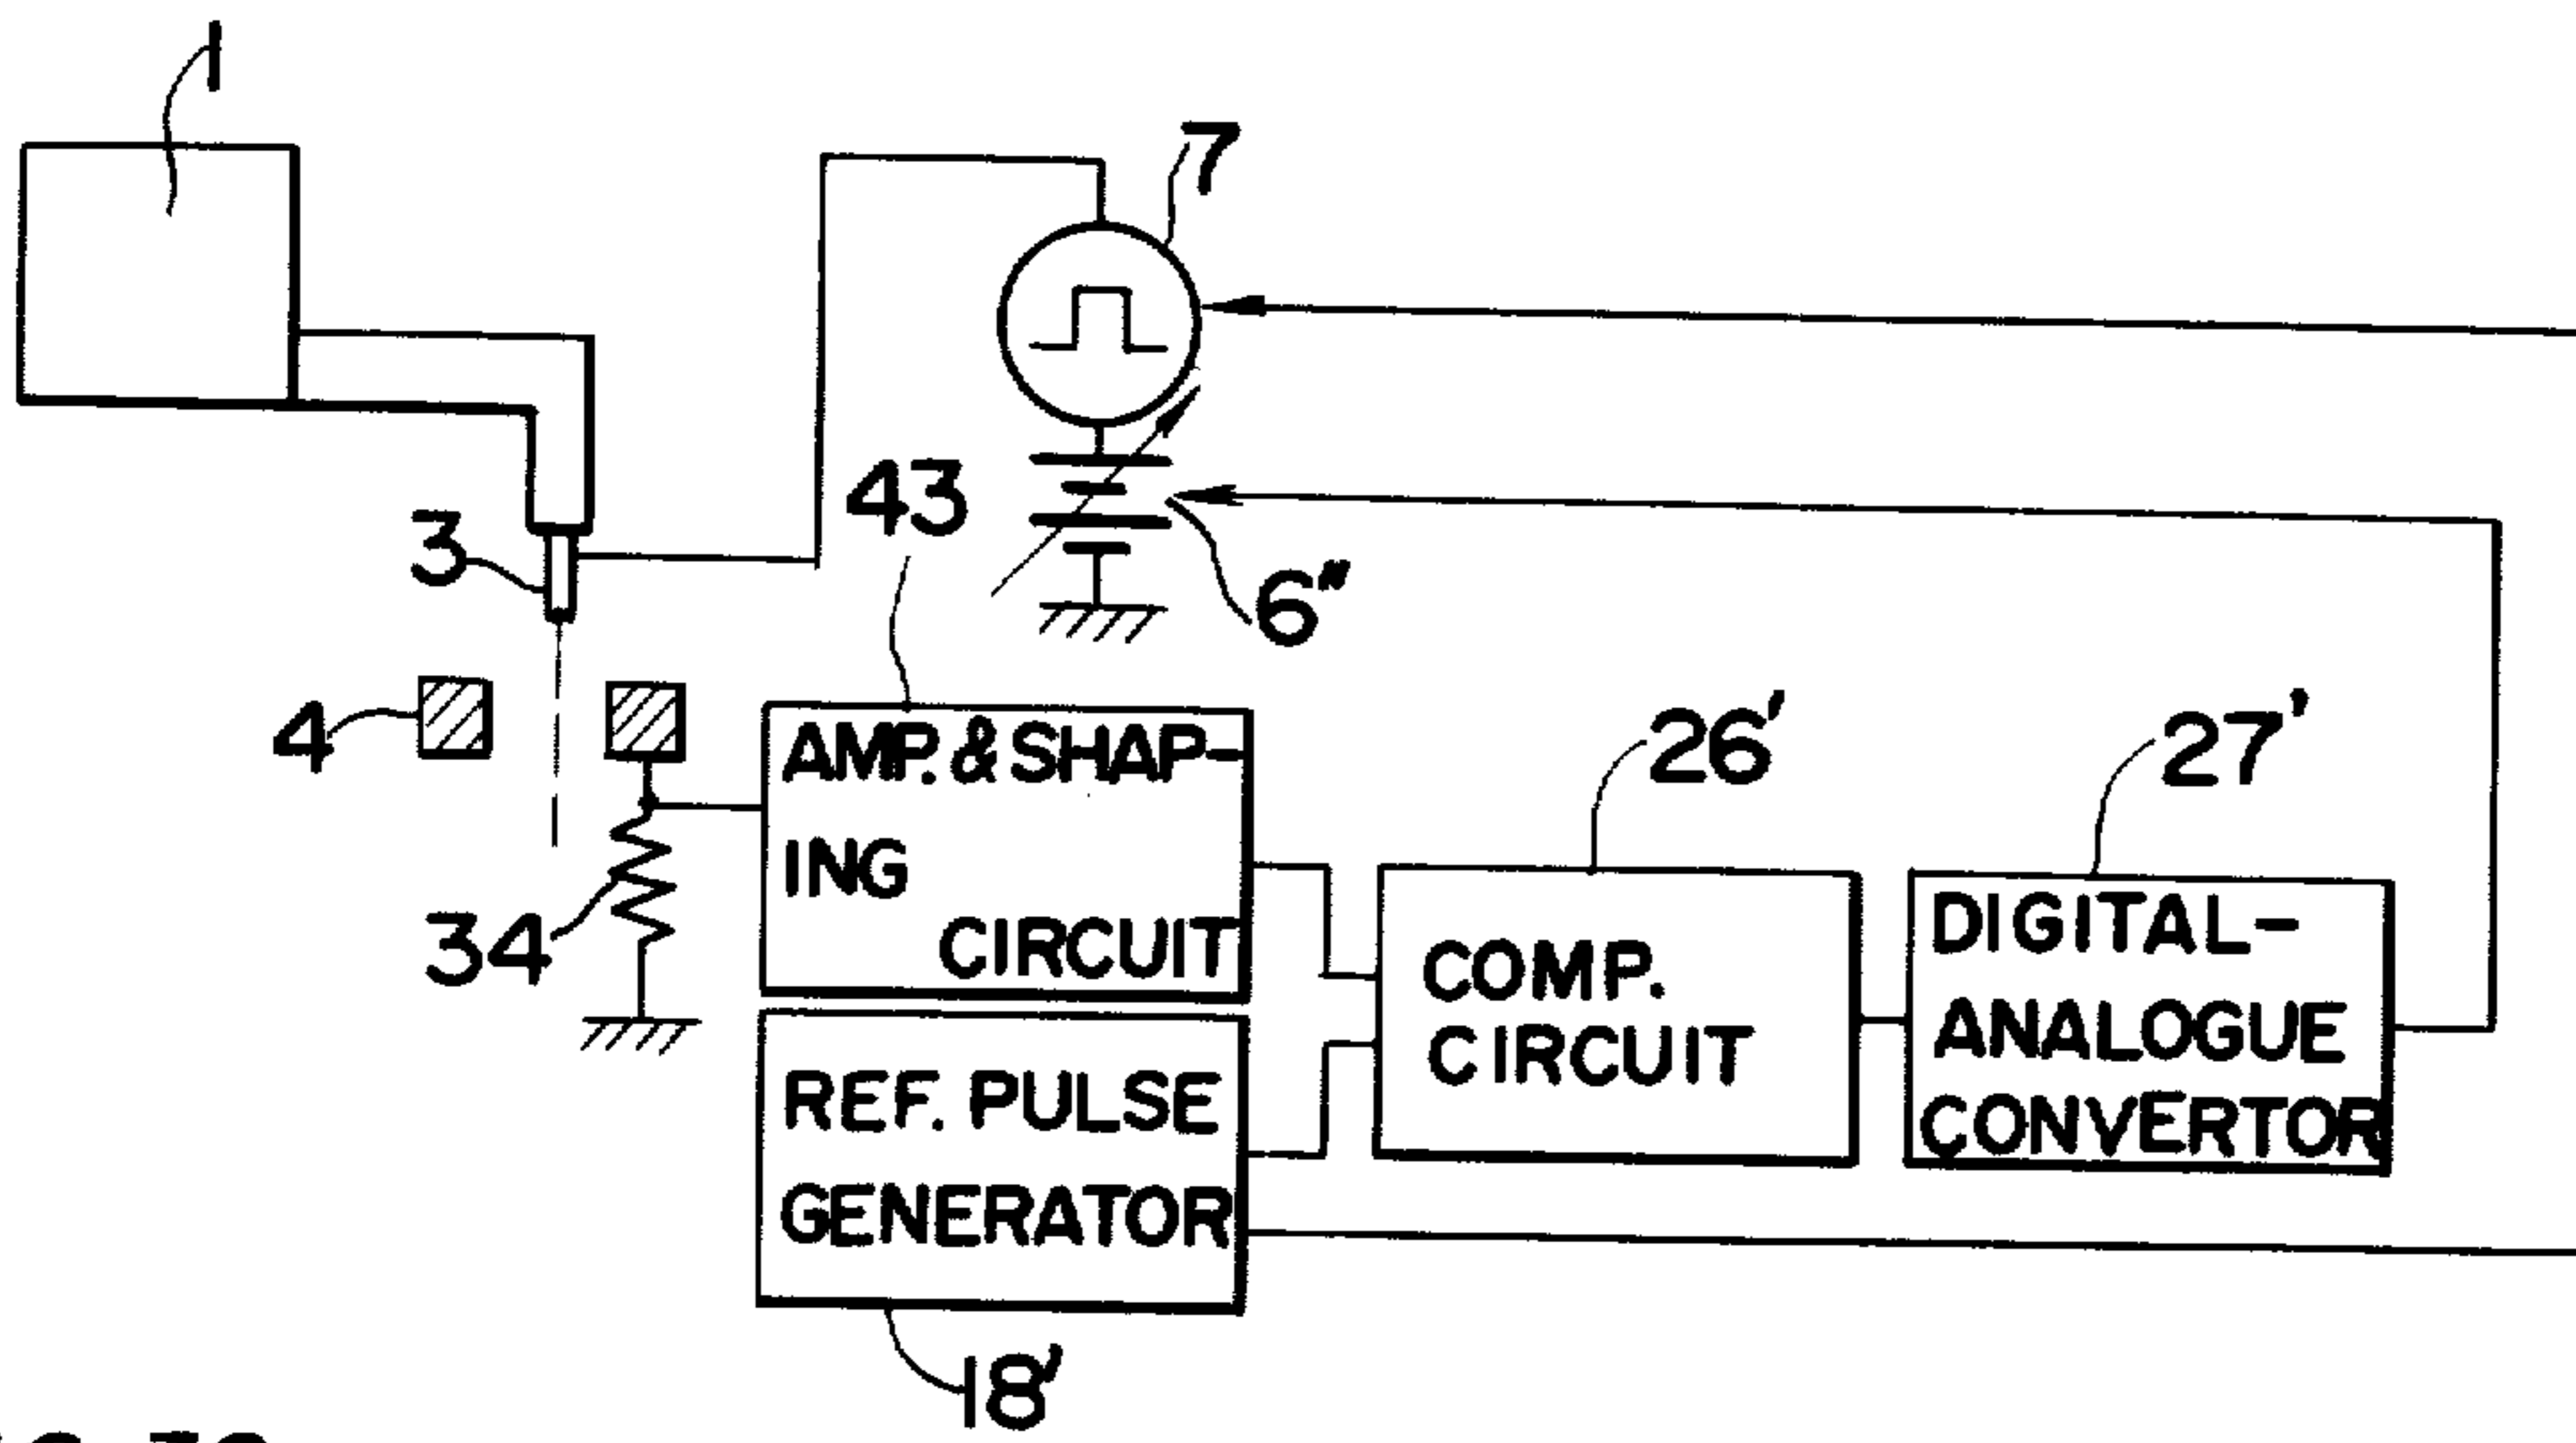 1
7
43
3
6"
4
26'
27'
AMP. & SHAP-
ING
CIRCUIT
34
COMP.
CIRCUIT
DIGITAL-
ANALOGUE
CONVERTOR
REF. PULSE
GENERATOR
18'